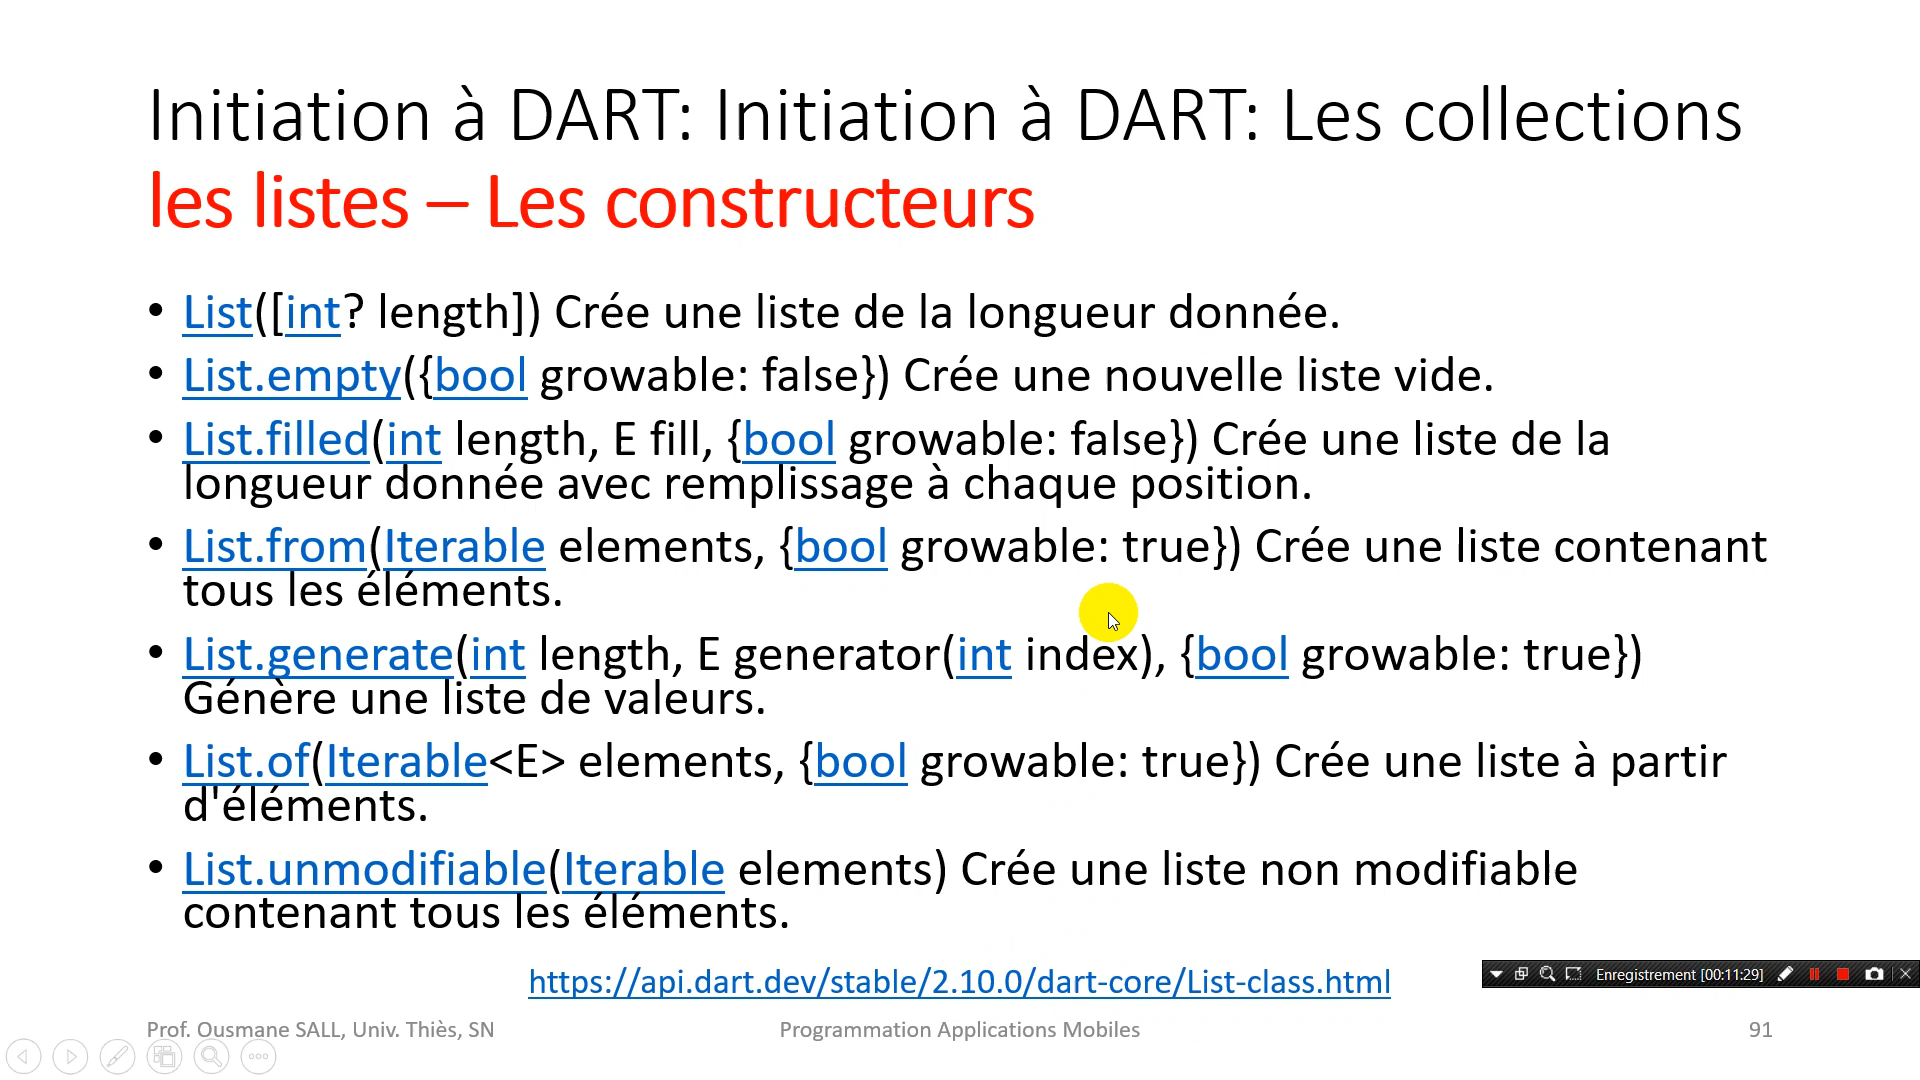 Initiation à DART: Initiation à DART: Les collections
les listes – Les constructeurs
• List([int? length]) Crée une liste de la longueur donnée.
• List.empty({bool growable: false}) Crée une nouvelle liste vide.
• List.filled(int length, E fill, {bool growable: false}) Crée une liste de la
longueur donnée avec remplissage à chaque position.
• List.from(Iterable elements, {bool growable: true}) Crée une liste contenant
tous les éléments.
• List.generate(int length, E generator(int index), {bool growable: true})
Génère une liste de valeurs.
• List.of(Iterable<E> elements, {bool growable: true}) Crée une liste à partir
d'éléments.
• List.unmodifiable(Iterable elements) Crée une liste non modifiable
contenant tous les éléments.
https://api.dart.dev/stable/2.10.0/dart-core/List-class.html
Enregistrement [00:11:29]
Prof. Ousmane SALL, Univ. Thiès, SN
Programmation Applications Mobiles
91